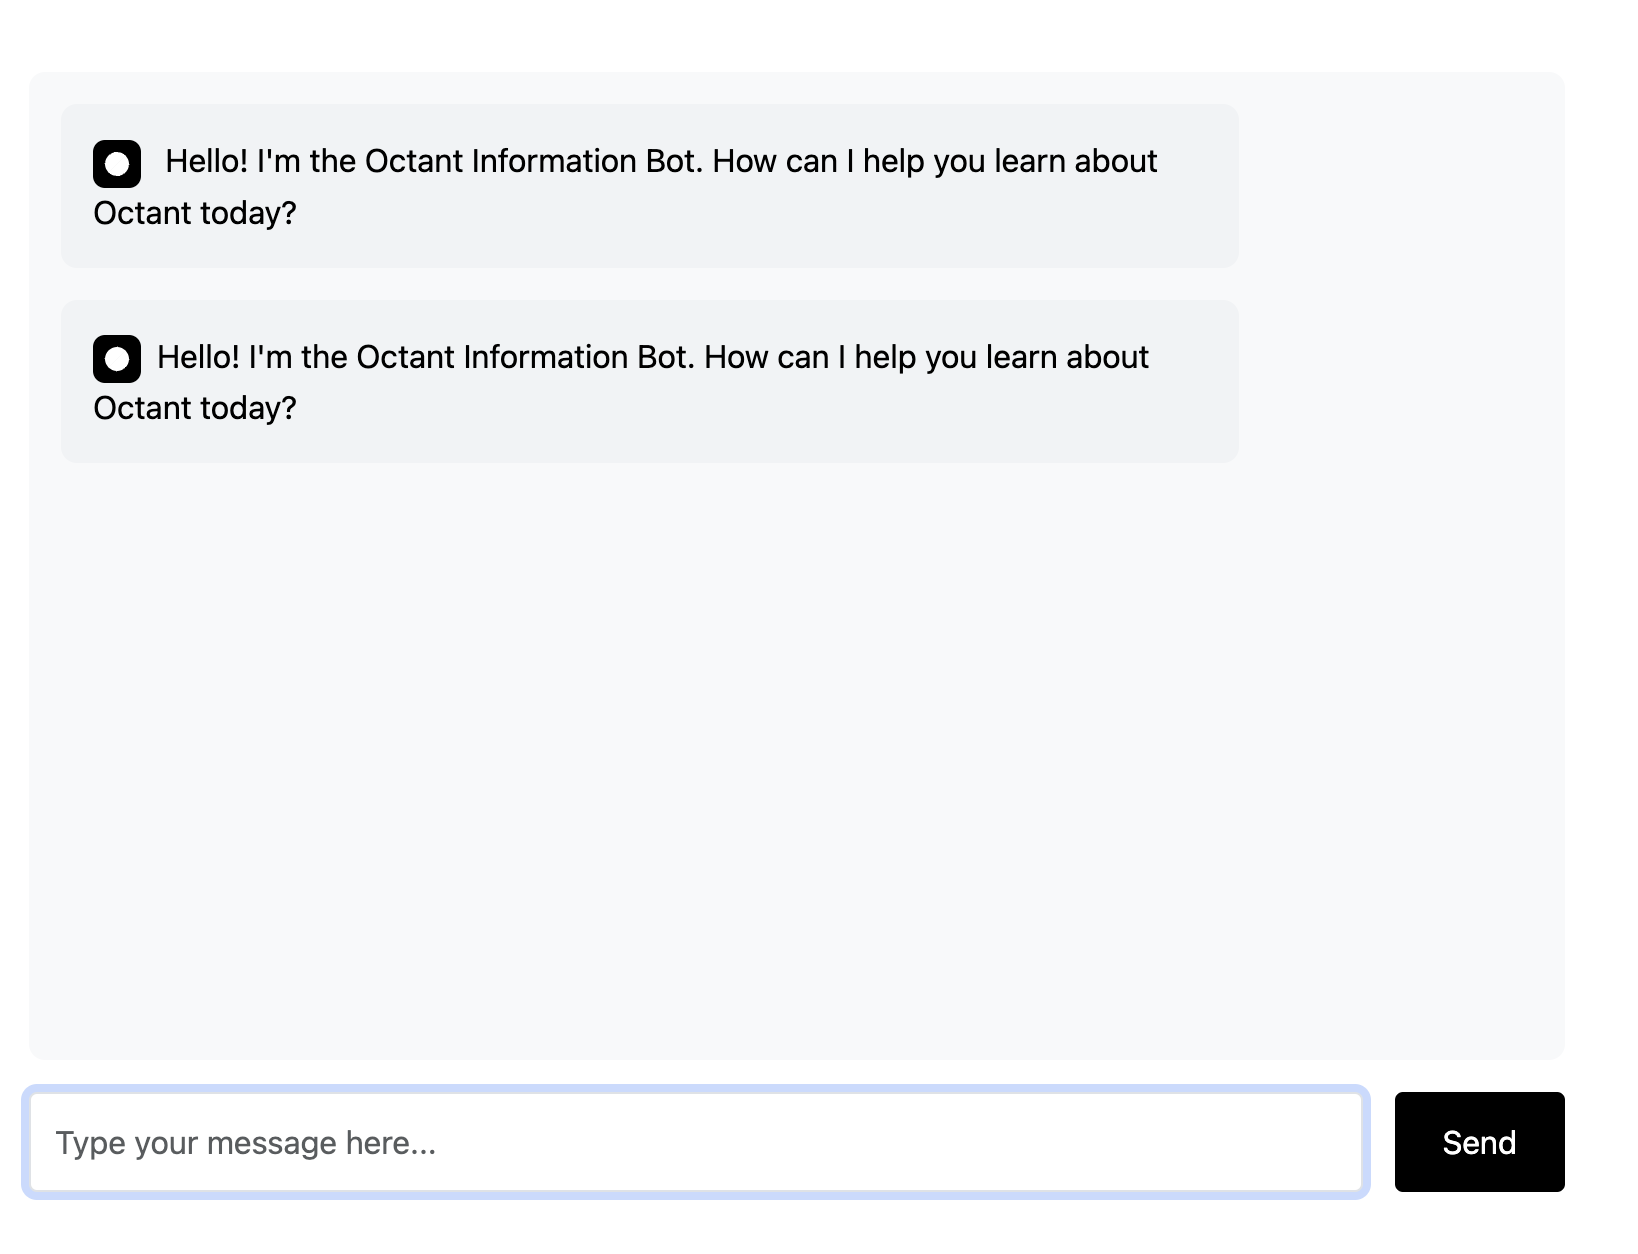 Hello! I'm the Octant Information Bot. How can I help you learn about
Octant today?
Hello! I'm the Octant Information Bot. How can I help you learn about
Octant today?
Type your message here...
Send